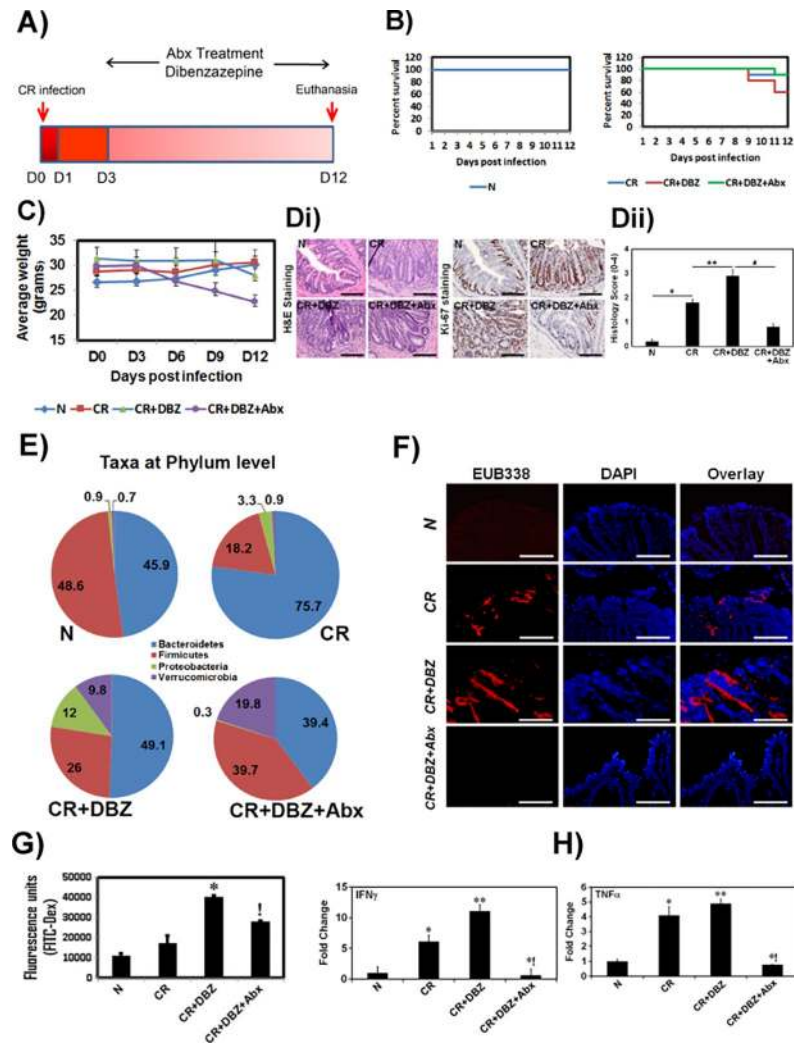 A)
Abx Treatment
Dibenzazepine
CR infection
Euthanasia
D0 D1 D3 D12
B)
Percent survival
120
100
80
60
40
20
0
1 2 3 4 5 6 7 8 9 10 11 12
Days post infection
N
Percent survival
120
100
80
60
40
20
0
1 2 3 4 5 6 7 8 9 10 11 12
Days post infection
CR CR+DBZ CR+DBZ+Abx
C)
Average weight
(grams)
35
30
25
20
15
D0 D3 D6 D9 D12
Days post infection
N CR CR+DBZ CR+DBZ+Abx
Di)
H&E Staining
N CR
CR+DBZ CR+DBZ+Abx
Ki-67 staining
N CR
CR+DBZ CR+DBZ+Abx
Dii)
Histology Score (0-4)
4
3
2
1
0
* ** #
N CR CR+DBZ CR+DBZ
+Abx
E)
Taxa at Phylum level
0.9 0.7
48.6 45.9
N
3.3 0.9
18.2
75.7
CR
Bacteroidetes
Firmicutes
Proteobacteria
Verrucomicrobia
9.8
12
49.1
26
CR+DBZ
19.8
0.3 39.4
39.7
CR+DBZ+Abx
F)
EUB338 DAPI Overlay
N
CR
CR+DBZ
CR+DBZ+Abx
G)
Fluorescence units
(FITC-Dex)
50000
40000
30000
20000
10000
0
* !
N CR CR+DBZ CR+DBZ+Abx
H)
IFNγ
Fold Change
15
10
5
0
* ** *!
N CR CR+DBZ CR+DBZ+Abx
TNFα
Fold Change
6
5
4
3
2
1
0
* ** *!
N CR CR+DBZ CR+DBZ+Abx